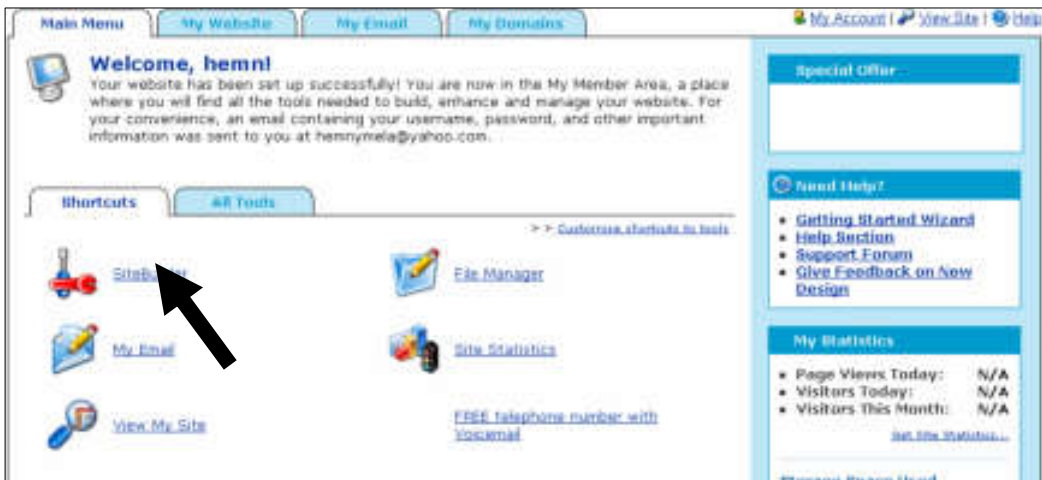 Main Menu
My Website
My Email
My Domains
My Account | View Site | Help
Welcome, hemn!
Your website has been set up successfully! You are now in the My Member Area, a place
where you will find all the tools needed to build, enhance and manage your website. For
your convenience, an email containing your username, password, and other important
information was sent to you at hemnymela@yahoo.com.
Shortcuts
All Tools
> > Customise shortcuts to tools
SiteBuilder
File Manager
My Email
Site Statistics
View My Site
FREE telephone number with
Voicemail
Special Offer
Need Help?
Getting Started Wizard
Help Section
Support Forum
Give Feedback on New
Design
My Statistics
Page Views Today: N/A
Visitors Today: N/A
Visitors This Month: N/A
Site Statistics...
Space Used